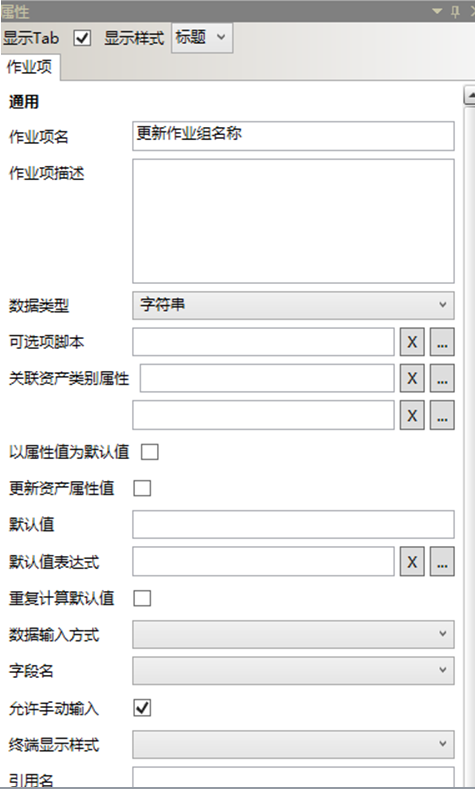 属性
显示Tab 显示样式 标题
作业项
通用
作业项名 更新作业组名称
作业项描述
数据类型 字符串
可选项脚本 X ...
关联资产类别属性 X ...
X ...
以属性值为默认值
更新资产属性值
默认值
默认值表达式 X ...
重复计算默认值
数据输入方式
字段名
允许手动输入
终端显示样式
引用名